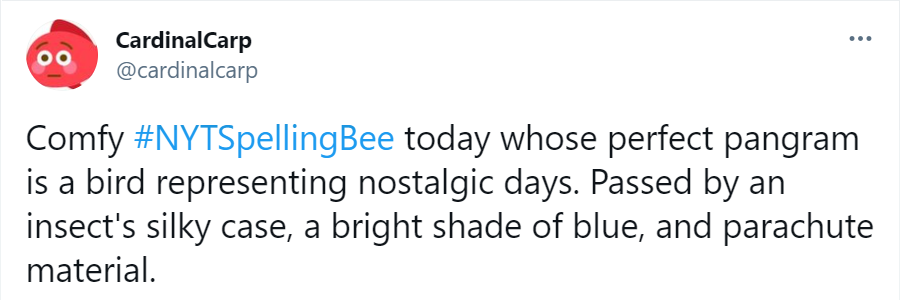 CardinalCarp
@cardinalcarp
Comfy #NYTSpellingBee today whose perfect pangram
is a bird representing nostalgic days. Passed by an
insect's silky case, a bright shade of blue, and parachute
material.